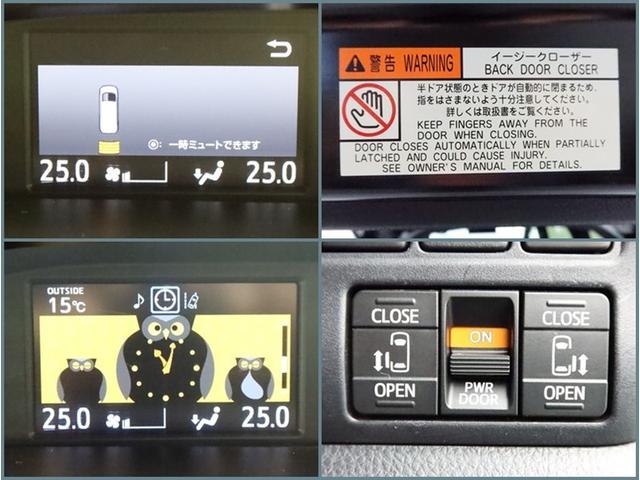 ◎: 一時ミュートできます
25.0
25.0
警告 WARNING
イージークローザー
BACK DOOR CLOSER
半ドア状態のときドアが自動的に閉まるため、
指をはさまないよう十分注意してください。
詳しくは取扱書をご覧ください。
KEEP FINGERS AWAY FROM THE
DOOR WHEN CLOSING.
DOOR CLOSES AUTOMATICALLY WHEN PARTIALLY
LATCHED AND COULD CAUSE INJURY.
SEE OWNER'S MANUAL FOR DETAILS.
OUTSIDE
15℃
25.0
25.0
CLOSE
OPEN
ON
PWR
DOOR
CLOSE
OPEN